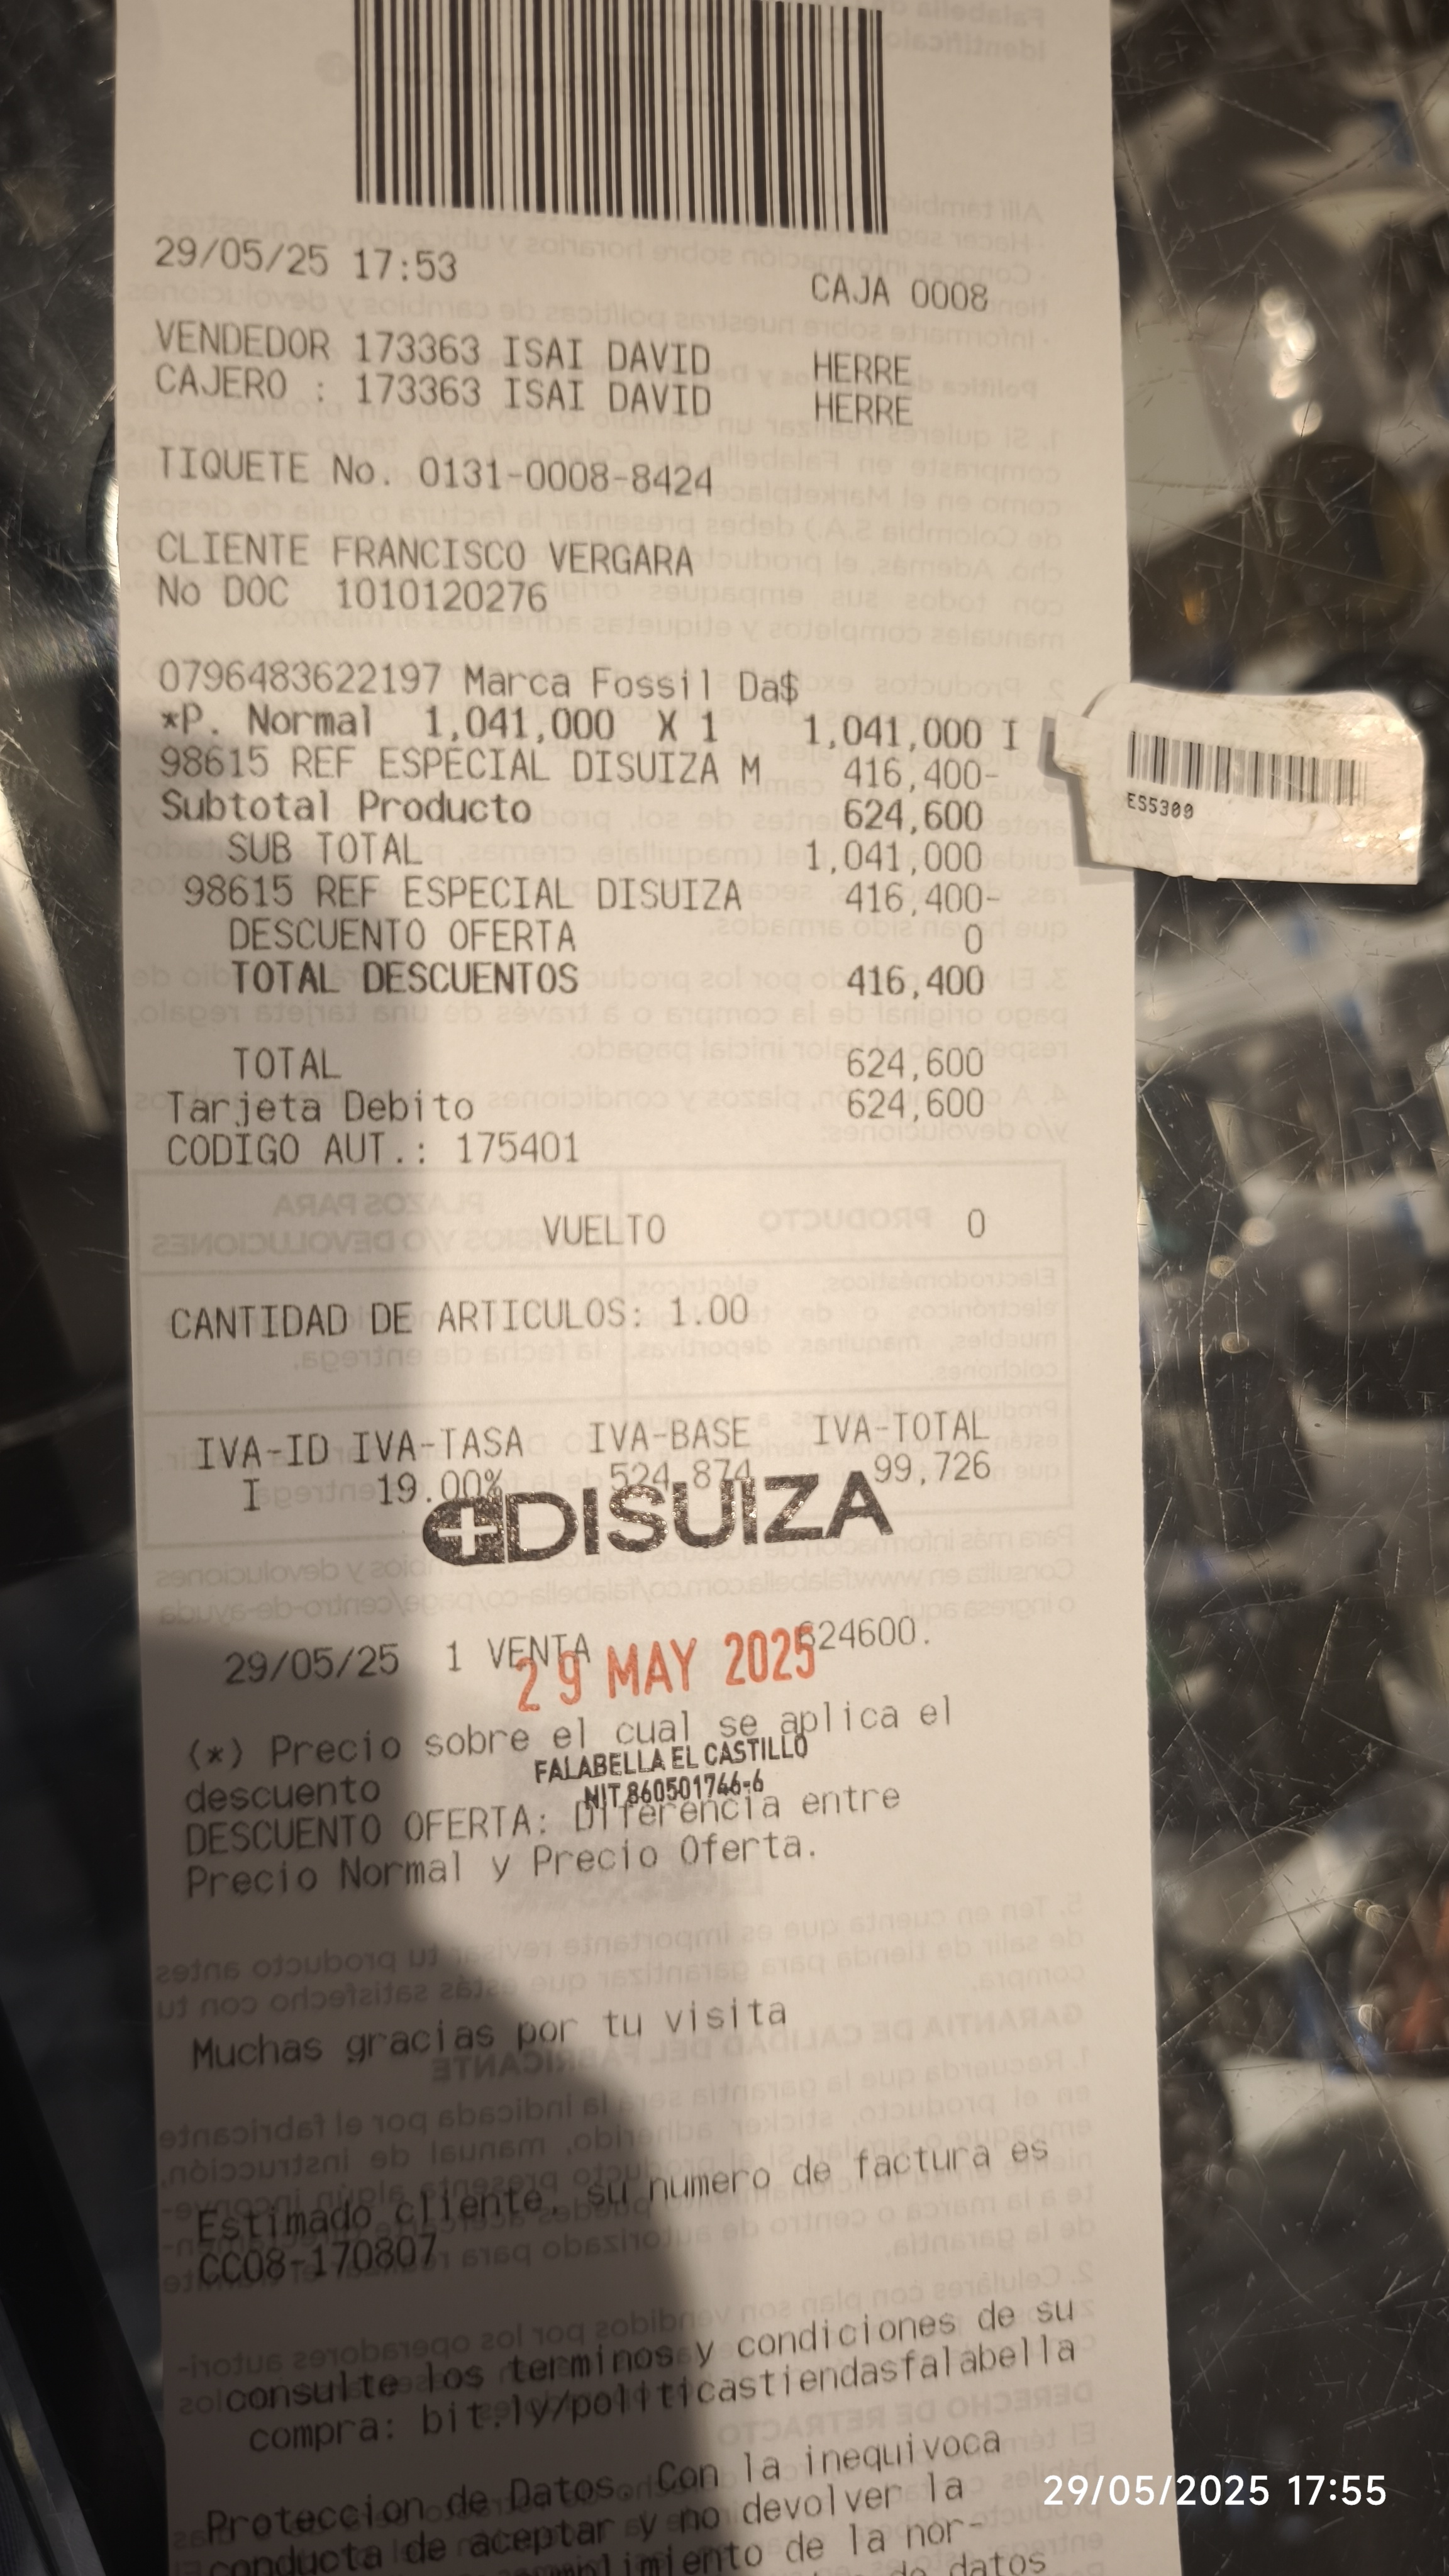 29/05/25 17:53 CAJA 0008
VENDEDOR 173363 ISAI DAVID HERRE
CAJERO : 173363 ISAI DAVID HERRE
TIQUETE No. 0131-0008-8424
CLIENTE FRANCISCO VERGARA
No DOC 1010120276
0796483622197 Marca Fossil Da$
*P. Normal 1,041,000 X 1 1,041,000 I
98615 REF ESPECIAL DISUIZA M 416,400-
Subtotal Producto 624,600
SUB TOTAL 1,041,000
98615 REF ESPECIAL DISUIZA 416,400-
DESCUENTO OFERTA 0
TOTAL DESCUENTOS 416,400
TOTAL 624,600
Tarjeta Debito 624,600
CODIGO AUT.: 175401
VUELTO 0
CANTIDAD DE ARTICULOS: 1.00
IVA-ID IVA-TASA IVA-BASE IVA-TOTAL
I 19.00% 524,874 99,726
DISUIZA
29/05/25 1 VENTA 624600.
29 MAY 2025
(*) Precio sobre el cual se aplica el
descuento
FALABELLA EL CASTILLO
NIT.860501746-6
DESCUENTO OFERTA: Diferencia entre
Precio Normal y Precio Oferta.
Muchas gracias por tu visita
Estimado cliente, su numero de factura es
CC08-170807
consulte los terminos y condiciones de su
compra: bit.ly/politicastiendasfalabella
Proteccion de Datos. Con la inequivoca
conducta de aceptar y no devolver la
de la nor-
datos
ES5309
29/05/2025 17:55